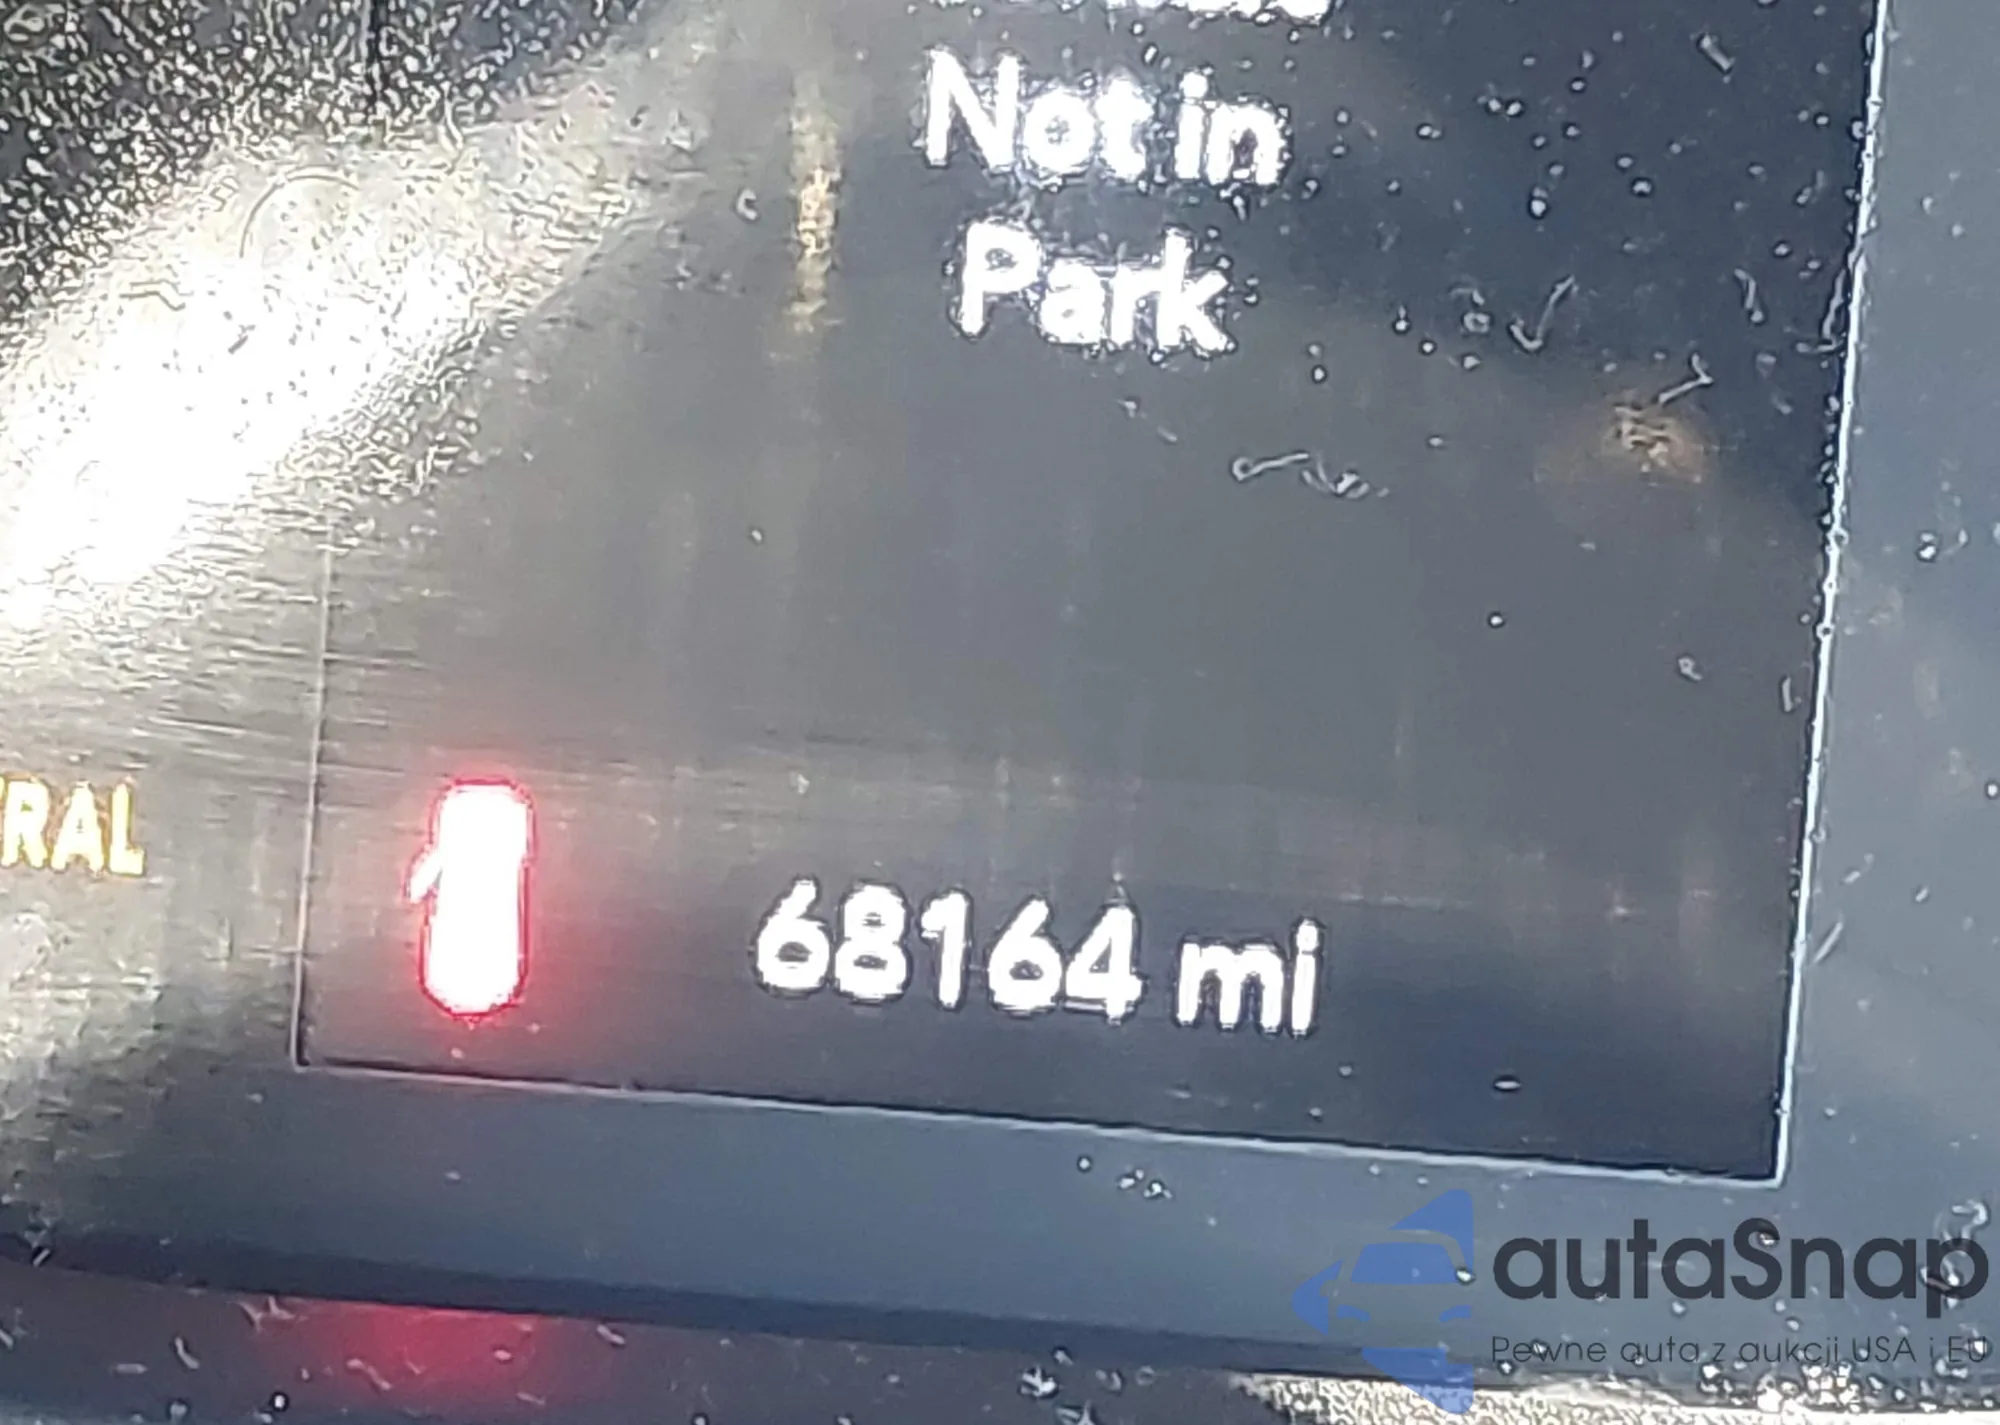 Not in
Park
RAL
68164 mi
autaSnap
Pewne auta z aukcji USA i EU